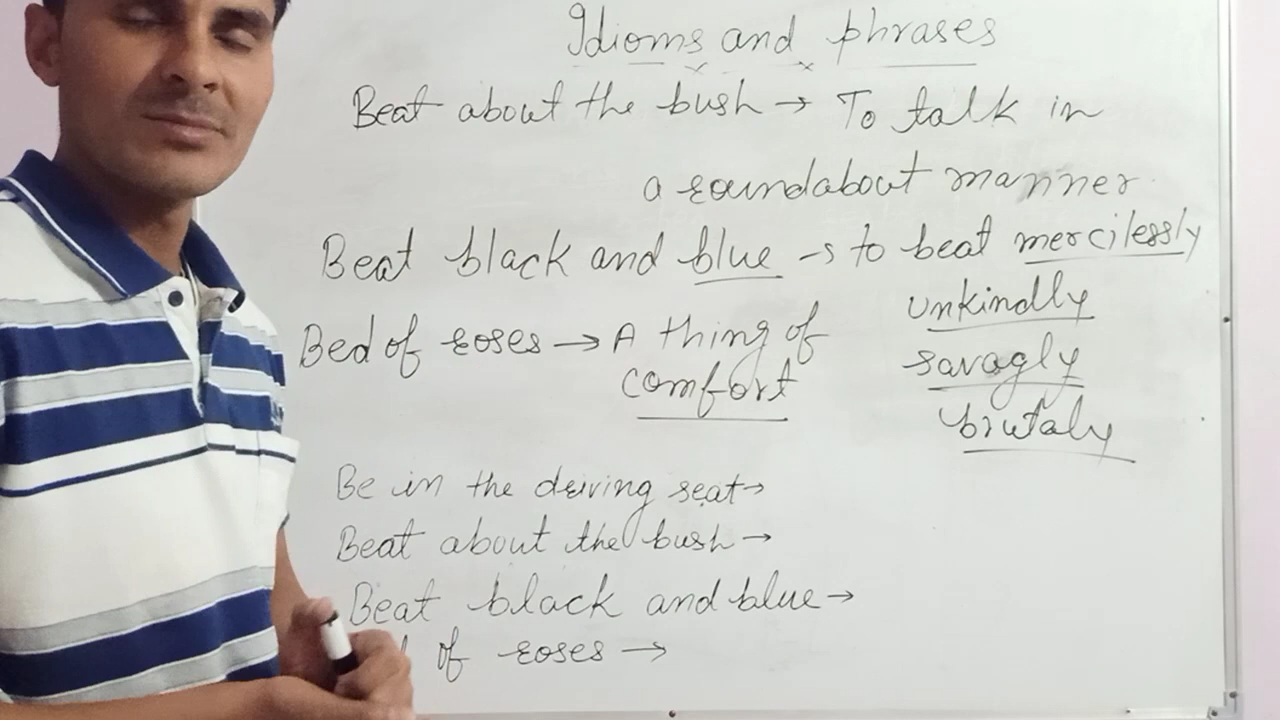 Idioms and phrases
Beat about the bush → To talk in
a roundabout manner
Beat black and blue → to beat mercilessly
unkindly
Bed of roses → A thing of
comfort
savagly
brutaly
Be in the driving seat →
Beat about the bush →
Beat black and blue →
of roses →